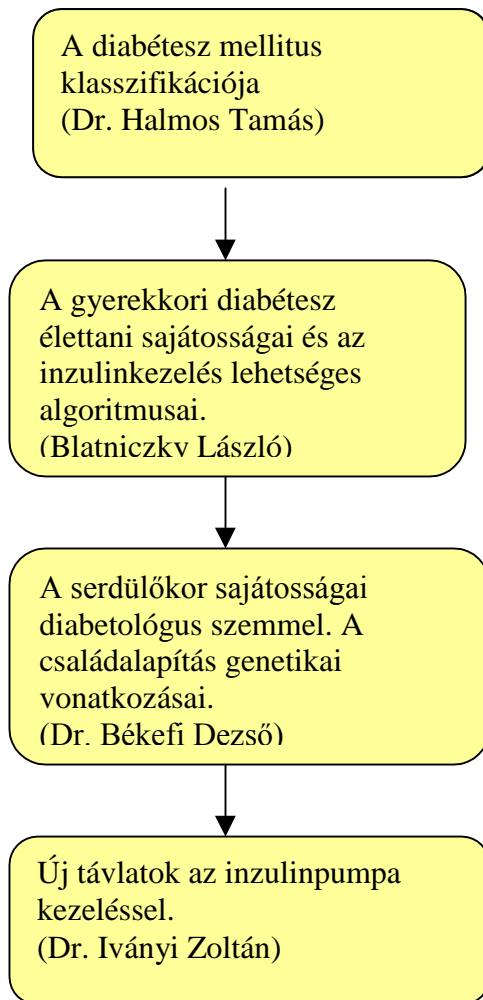 A diabétesz mellitus
klasszifikációja
(Dr. Halmos Tamás)
A gyerekkori diabétesz
élettani sajátosságai és az
inzulinkezelés lehetséges
algoritmusai.
(Blatniczky László)
A serdülőkor sajátosságai
diabetológus szemmel. A
családalapítás genetikai
vonatkozásai.
(Dr. Békefi Dezső)
Új távlatok az inzulinpumpa
kezeléssel.
(Dr. Iványi Zoltán)